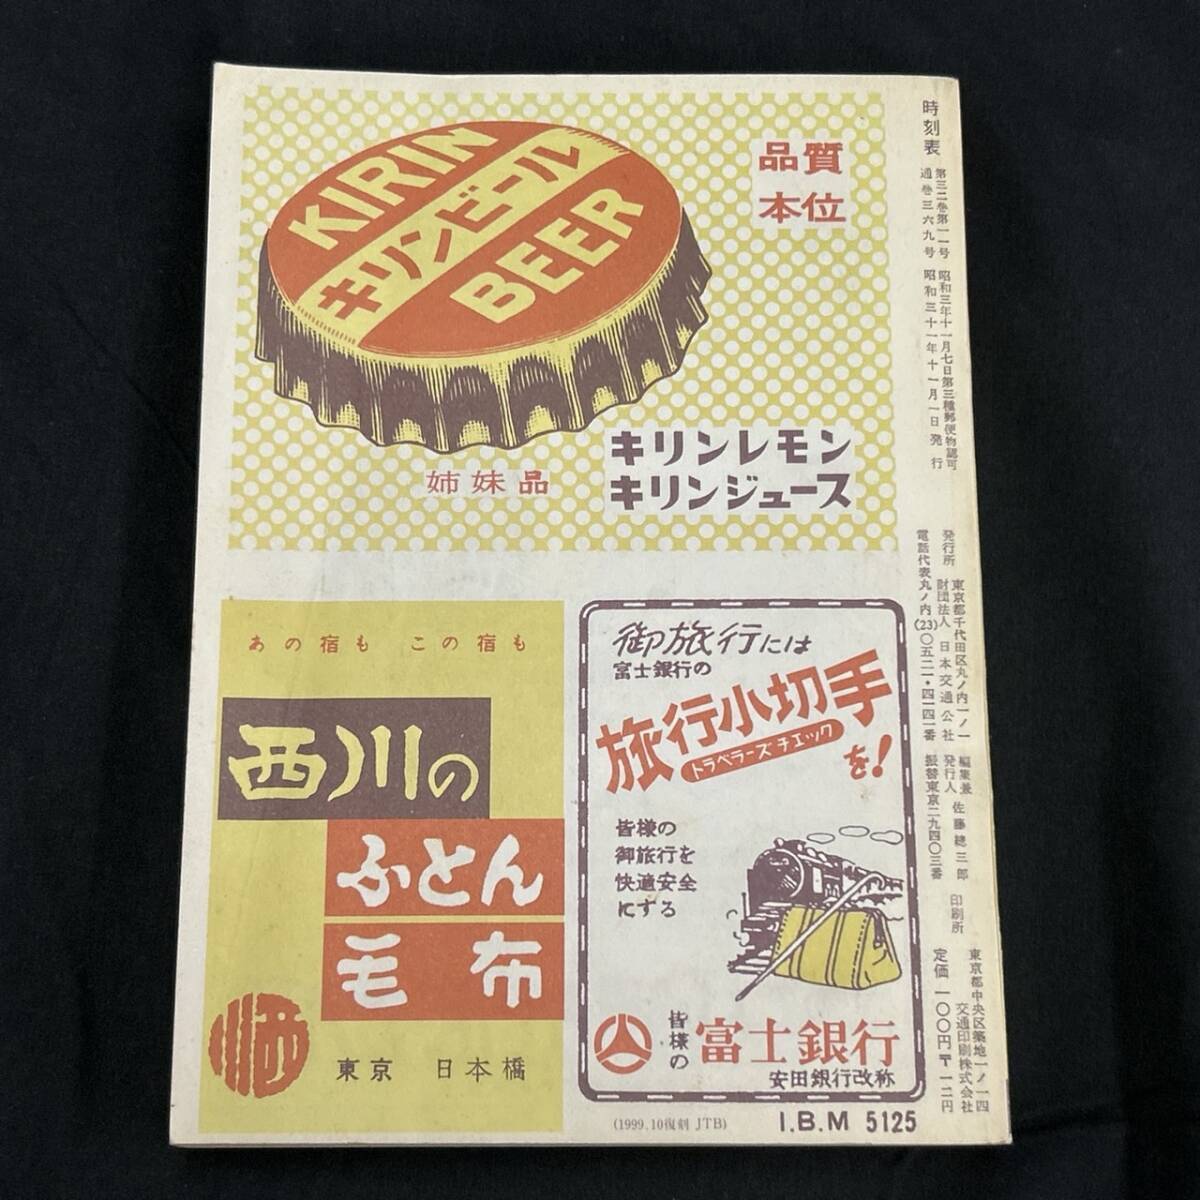 時刻表
第三二巻第一一号
通巻三六九号
昭和三年十一月七日第三種郵便物認可
昭和三十一年十一月一日発行
発行所
東京都千代田区丸ノ内一ノ一
財団法人 日本交通公社
電話代表丸ノ内(23)〇五二一・四一四一番
編集兼
発行人 佐藤總三郎
振替東京二九四〇三番
印刷所
東京都中央区築地一ノ一四
交通印刷株式会社
定価一〇〇円〒一二円
KIRIN
キリンビール
BEER
品質
本位
姉妹品
キリンレモン
キリンジュース
あの宿も この宿も
西川の
ふとん
毛布
西川
東京 日本橋
御旅行には
富士銀行の
旅行小切手
トラベラーズチェック
を!
皆様の
御旅行を
快適安全
にする
皆様の
富士銀行
安田銀行改称
(1999.10復刻 JTB)
I.B.M 5125